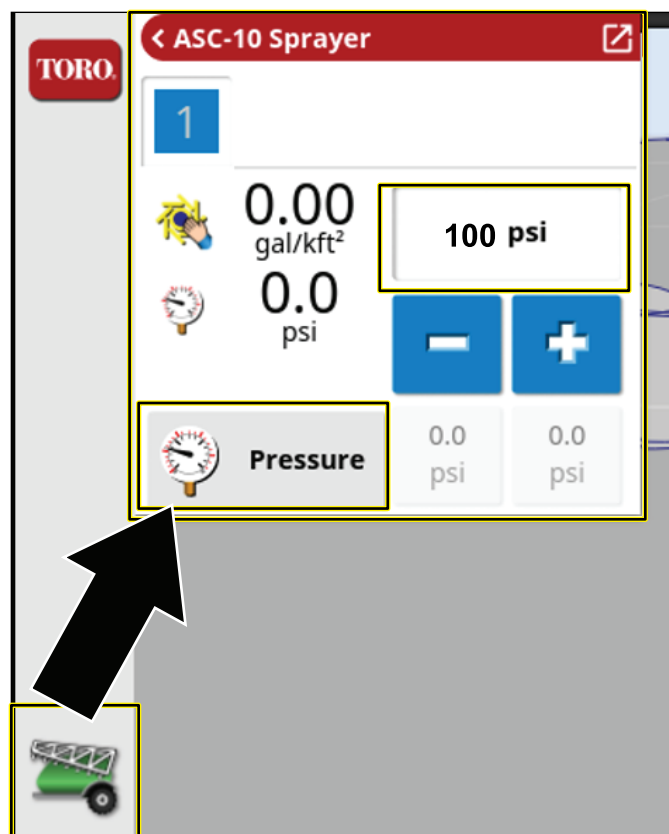 TORO.
< ASC-10 Sprayer
1
0.00
gal/kft²
100 psi
0.0
psi
Pressure
0.0
psi
0.0
psi